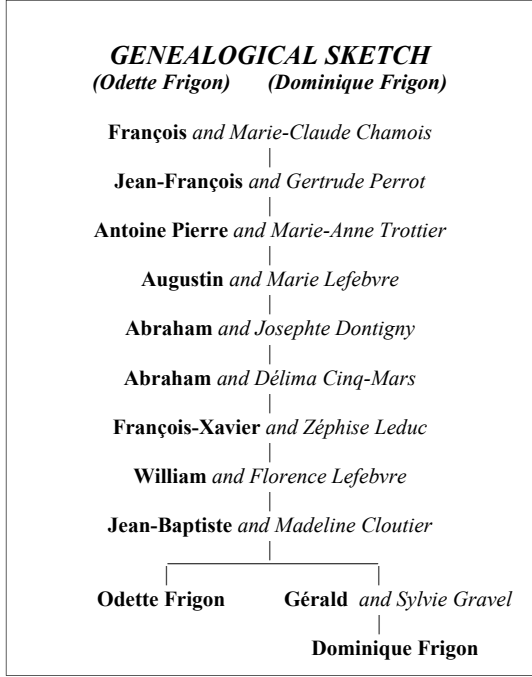 GENEALOGICAL SKETCH
(Odette Frigon) (Dominique Frigon)
François and Marie-Claude Chamois
Jean-François and Gertrude Perrot
Antoine Pierre and Marie-Anne Trottier
Augustin and Marie Lefebvre
Abraham and Josephte Dontigny
Abraham and Délima Cinq-Mars
François-Xavier and Zéphise Leduc
William and Florence Lefebvre
Jean-Baptiste and Madeline Cloutier
Odette Frigon Gérald and Sylvie Gravel
Dominique Frigon